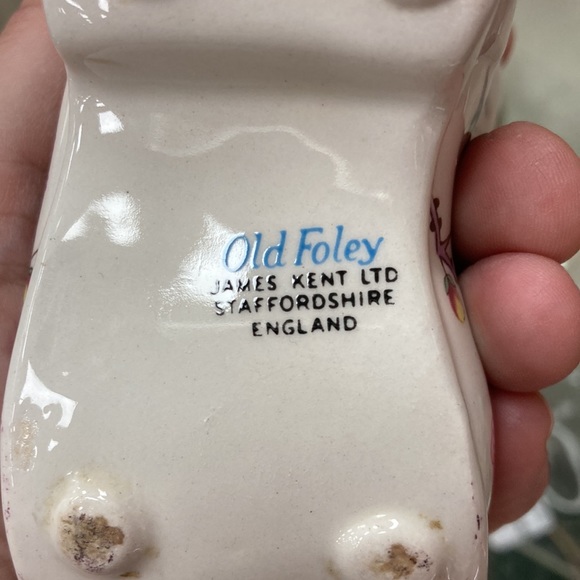 Old Foley
JAMES KENT LTD
STAFFORDSHIRE
ENGLAND